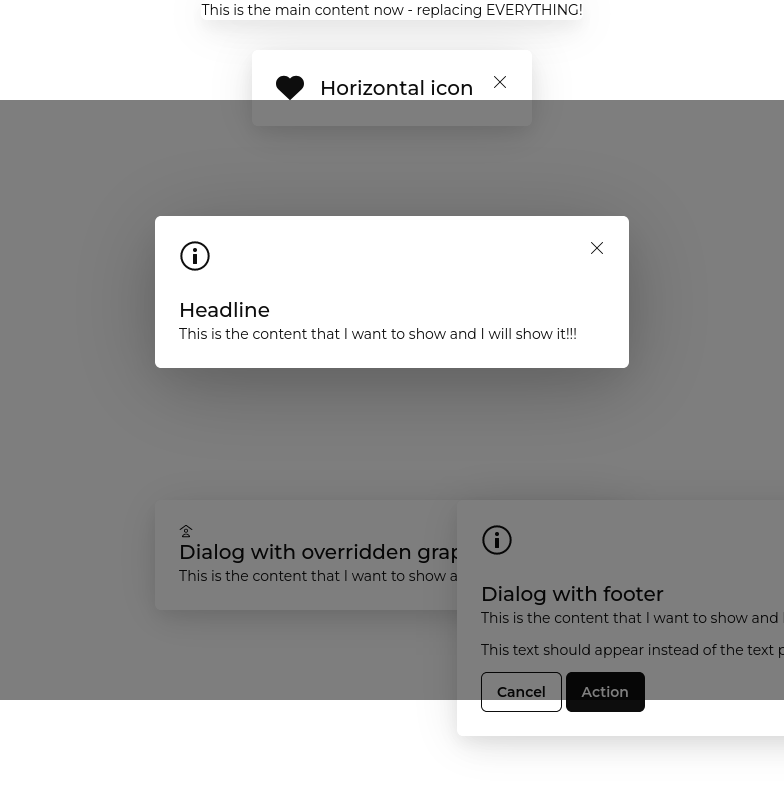 This is the main content now - replacing EVERYTHING!
Horizontal icon
Headline
This is the content that I want to show and I will show it!!!
Dialog with overridden
This is the content that I want to show
Dialog with footer
This is the content that I want to show and
This text should appear instead of the text
Cancel
Action